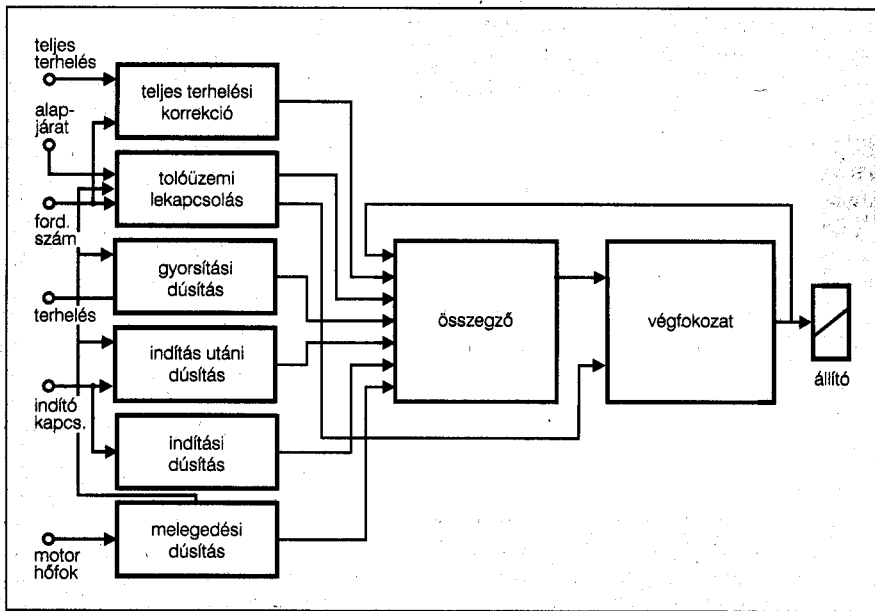 teljes
terhelés
teljes terhelési
korrekció
alap-
járat
tolóüzemi
lekapcsolás
ford.
szám
gyorsítási
dúsítás
terhelés
indítás utáni
dúsítás
indító
kapcs.
indítási
dúsítás
melegedési
dúsítás
motor
hőfok
összegző
végfokozat
állító